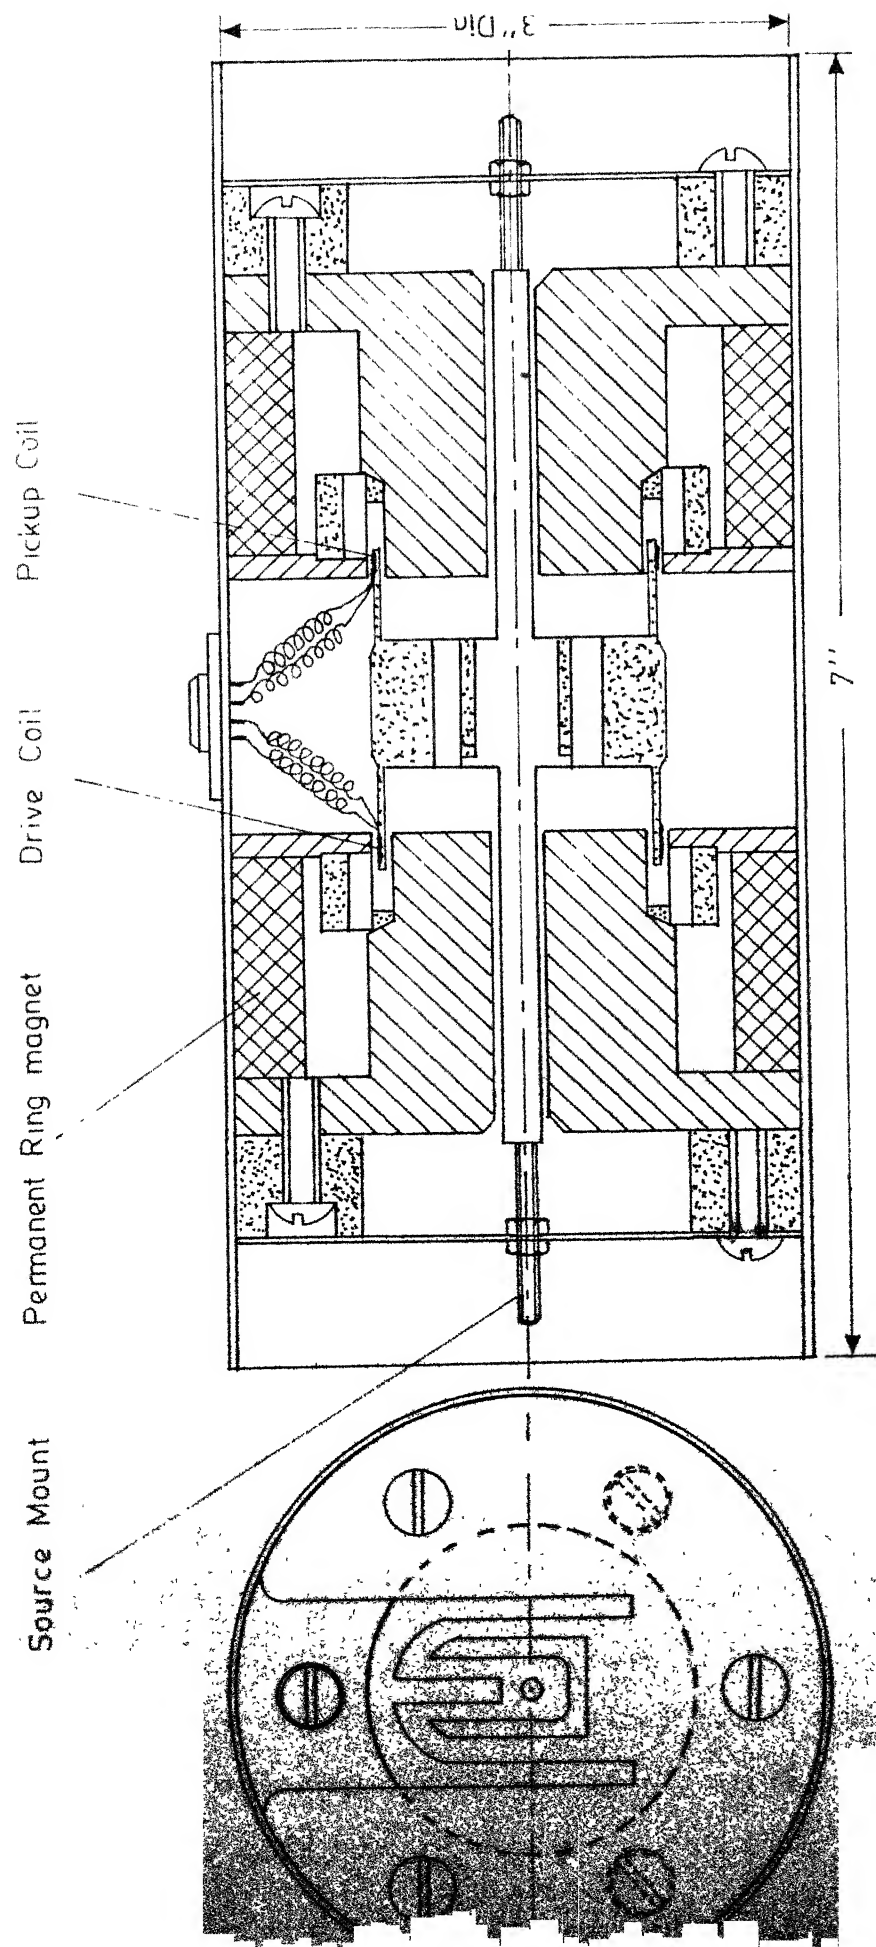 Source Mount
Permanent Ring magnet
Drive Coil
Pickup Coil
3'' Dia
7''